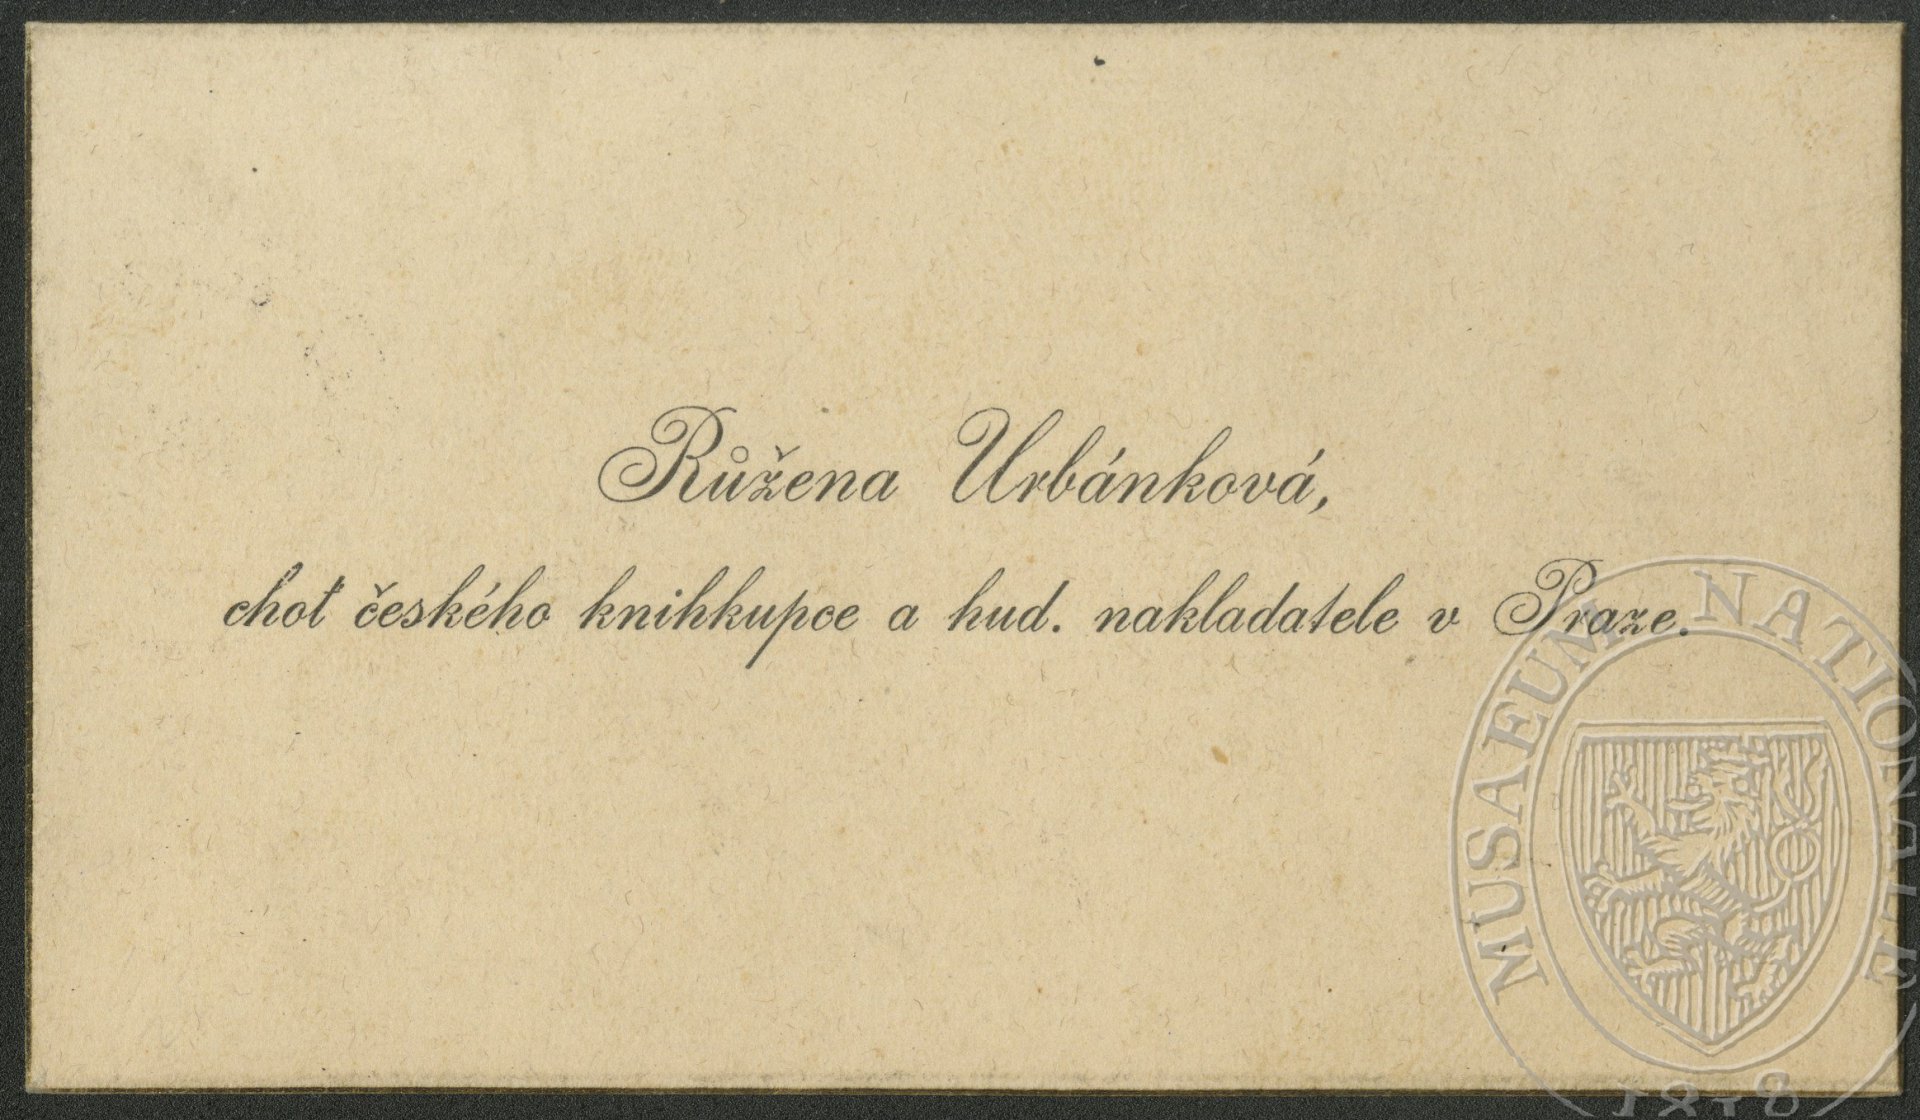 Růžena Urbánková,
choť českého knihkupce a hud. nakladatele v Praze.
MUSAEUM NATIONALE
1818